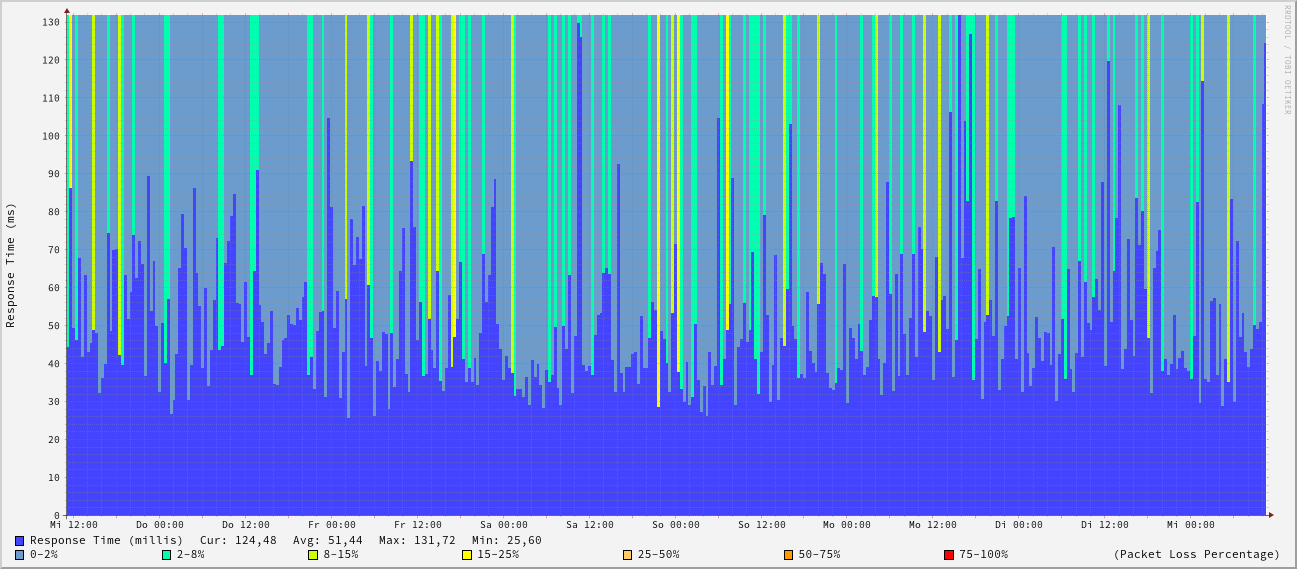 RRDTOOL / TOBI OETIKER
Response Time (ms)
130
120
110
100
90
80
70
60
50
40
30
20
10
0
Mi 12:00 Do 00:00 Do 12:00 Fr 00:00 Fr 12:00 Sa 00:00 Sa 12:00 So 00:00 So 12:00 Mo 00:00 Mo 12:00 Di 00:00 Di 12:00 Mi 00:00
Response Time (millis) Cur: 124,48 Avg: 51,44 Max: 131,72 Min: 25,60
0-2% 2-8% 8-15% 15-25% 25-50% 50-75% 75-100% (Packet Loss Percentage)